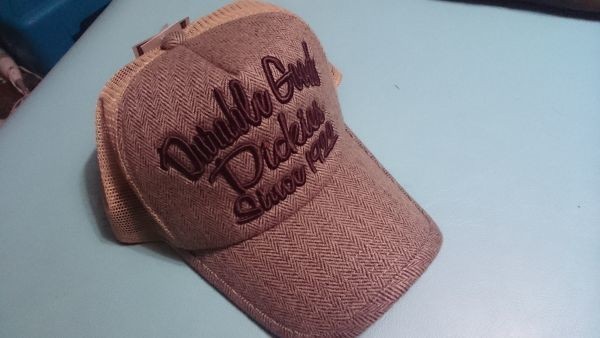 Durable Goods
Dickies
Since 1922